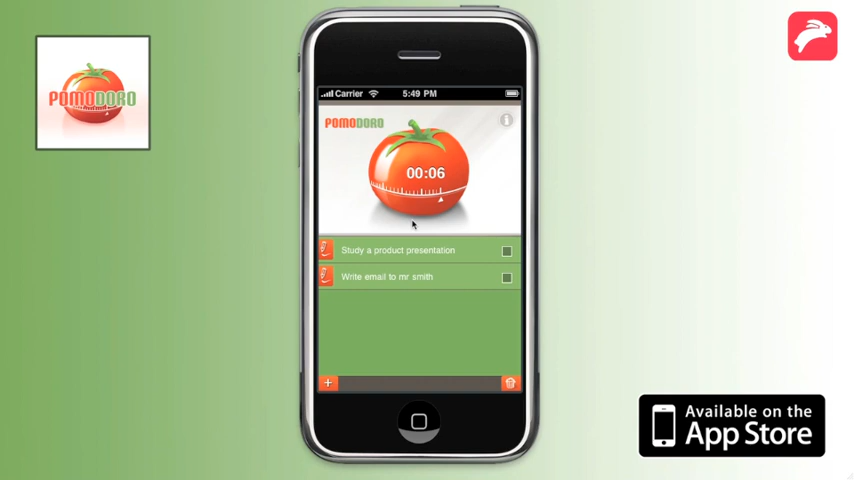 POMODORO
Carrier
5:49 PM
POMODORO
00:06
Study a product presentation
Write email to mr smith
Available on the
App Store